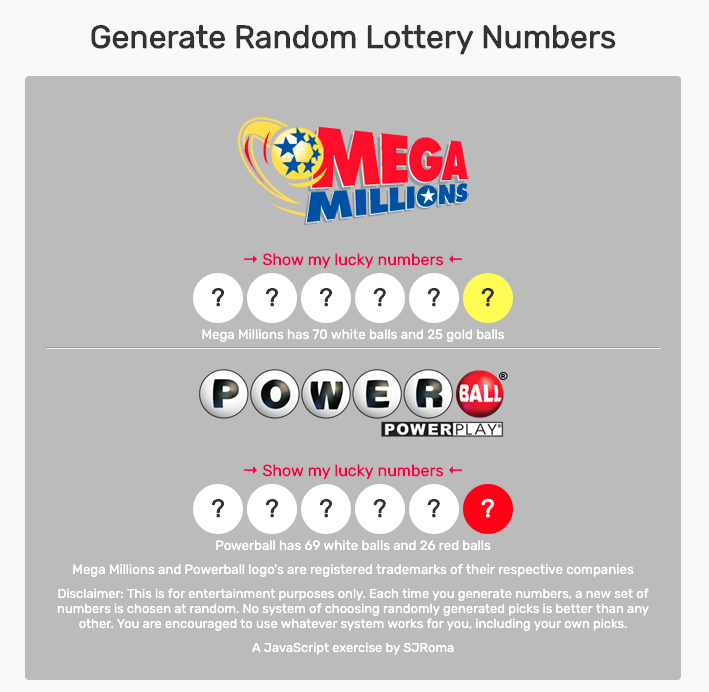 Generate Random Lottery Numbers
MEGA
MILLIONS
→ Show my lucky numbers ←
? ? ? ? ? ?
Mega Millions has 70 white balls and 25 gold balls
POWER BALL®
POWERPLAY®
→ Show my lucky numbers ←
? ? ? ? ? ?
Powerball has 69 white balls and 26 red balls
Mega Millions and Powerball logo's are registered trademarks of their respective companies
Disclaimer: This is for entertainment purposes only. Each time you generate numbers, a new set of
numbers is chosen at random. No system of choosing randomly generated picks is better than any
other. You are encouraged to use whatever system works for you, including your own picks.
A JavaScript exercise by SJRoma